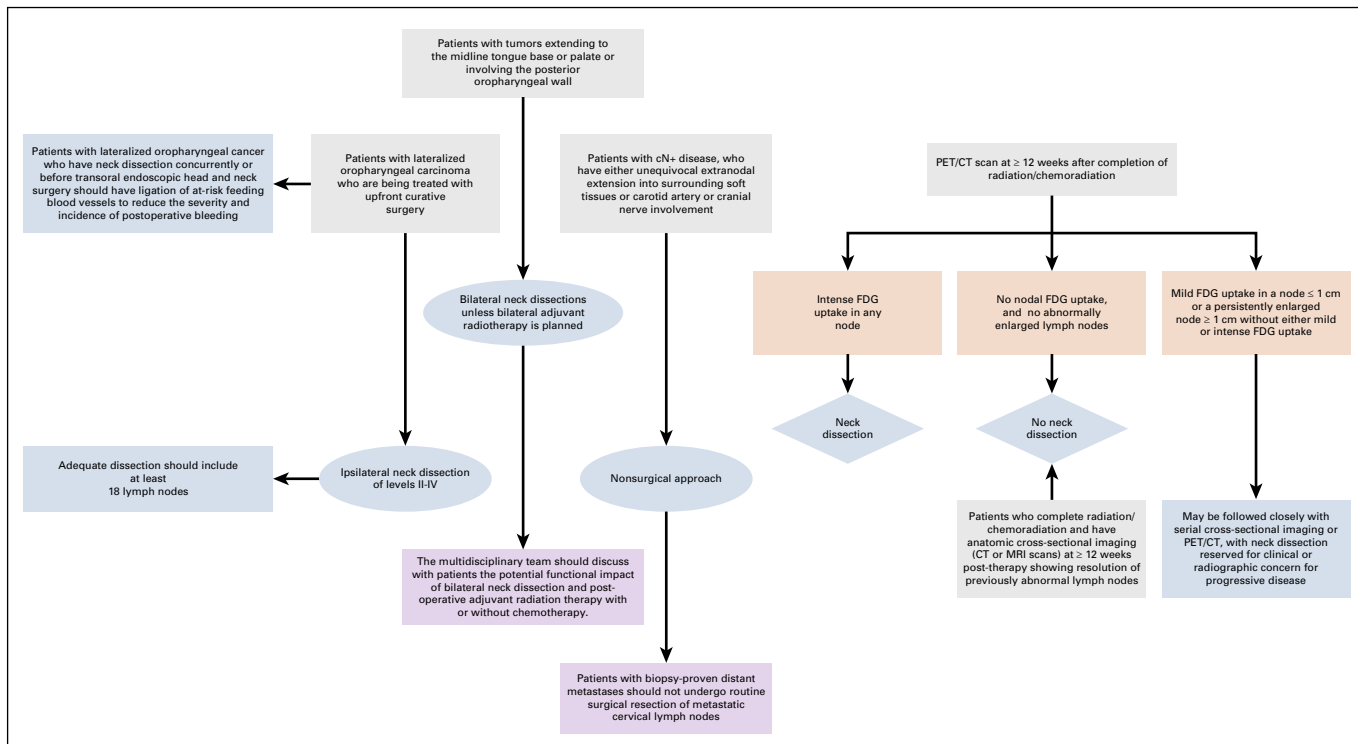 Patients with tumors extending to
the midline tongue base or palate or
involving the posterior
oropharyngeal wall
Patients with lateralized oropharyngeal cancer
who have neck dissection concurrently or
before transoral endoscopic head and neck
surgery should have ligation of at-risk feeding
blood vessels to reduce the severity and
incidence of postoperative bleeding
Patients with lateralized
oropharyngeal carcinoma
who are being treated with
upfront curative
surgery
Patients with cN+ disease, who
have either unequivocal extranodal
extension into surrounding soft
tissues or carotid artery or cranial
nerve involvement
PET/CT scan at ≥ 12 weeks after completion of
radiation/chemoradiation
Bilateral neck dissections
unless bilateral adjuvant
radiotherapy is planned
Intense FDG
uptake in any
node
No nodal FDG uptake,
and no abnormally
enlarged lymph nodes
Mild FDG uptake in a node ≤ 1 cm
or a persistently enlarged
node ≥ 1 cm without either mild
or intense FDG uptake
Neck
dissection
No neck
dissection
Adequate dissection should include
at least
18 lymph nodes
Ipsilateral neck dissection
of levels II-IV
Nonsurgical approach
Patients who complete radiation/
chemoradiation and have
anatomic cross-sectional imaging
(CT or MRI scans) at ≥ 12 weeks
post-therapy showing resolution of
previously abnormal lymph nodes
May be followed closely with
serial cross-sectional imaging or
PET/CT, with neck dissection
reserved for clinical or
radiographic concern for
progressive disease
The multidisciplinary team should discuss
with patients the potential functional impact
of bilateral neck dissection and post-
operative adjuvant radiation therapy with
or without chemotherapy.
Patients with biopsy-proven distant
metastases should not undergo routine
surgical resection of metastatic
cervical lymph nodes